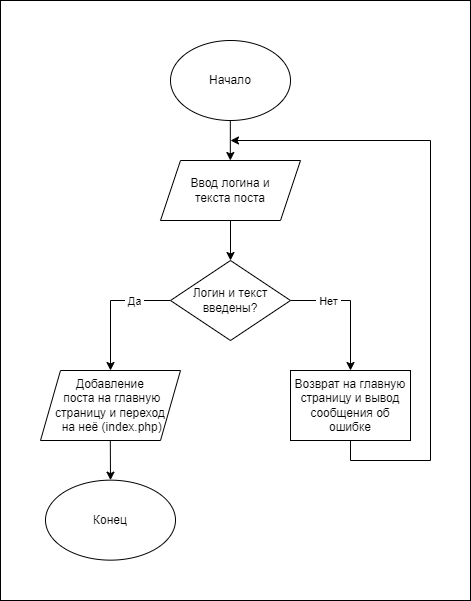 Начало
Ввод логина и
текста поста
Логин и текст
введены?
Да
Нет
Добавление
поста на главную
страницу и переход
на неё (index.php)
Возврат на главную
страницу и вывод
сообщения об
ошибке
Конец